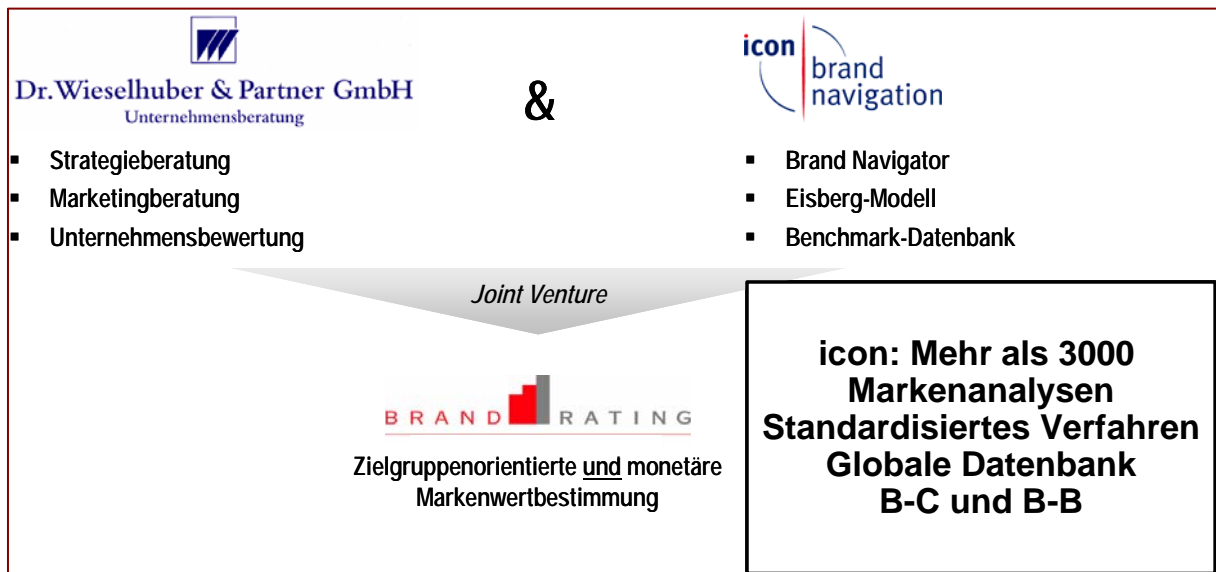 Dr.Wieselhuber & Partner GmbH
Unternehmensberatung
&
icon
brand
navigation
▪ Strategieberatung
▪ Marketingberatung
▪ Unternehmensbewertung
▪ Brand Navigator
▪ Eisberg-Modell
▪ Benchmark-Datenbank
Joint Venture
BRAND RATING
Zielgruppenorientierte und monetäre
Markenwertbestimmung
icon: Mehr als 3000
Markenanalysen
Standardisiertes Verfahren
Globale Datenbank
B-C und B-B